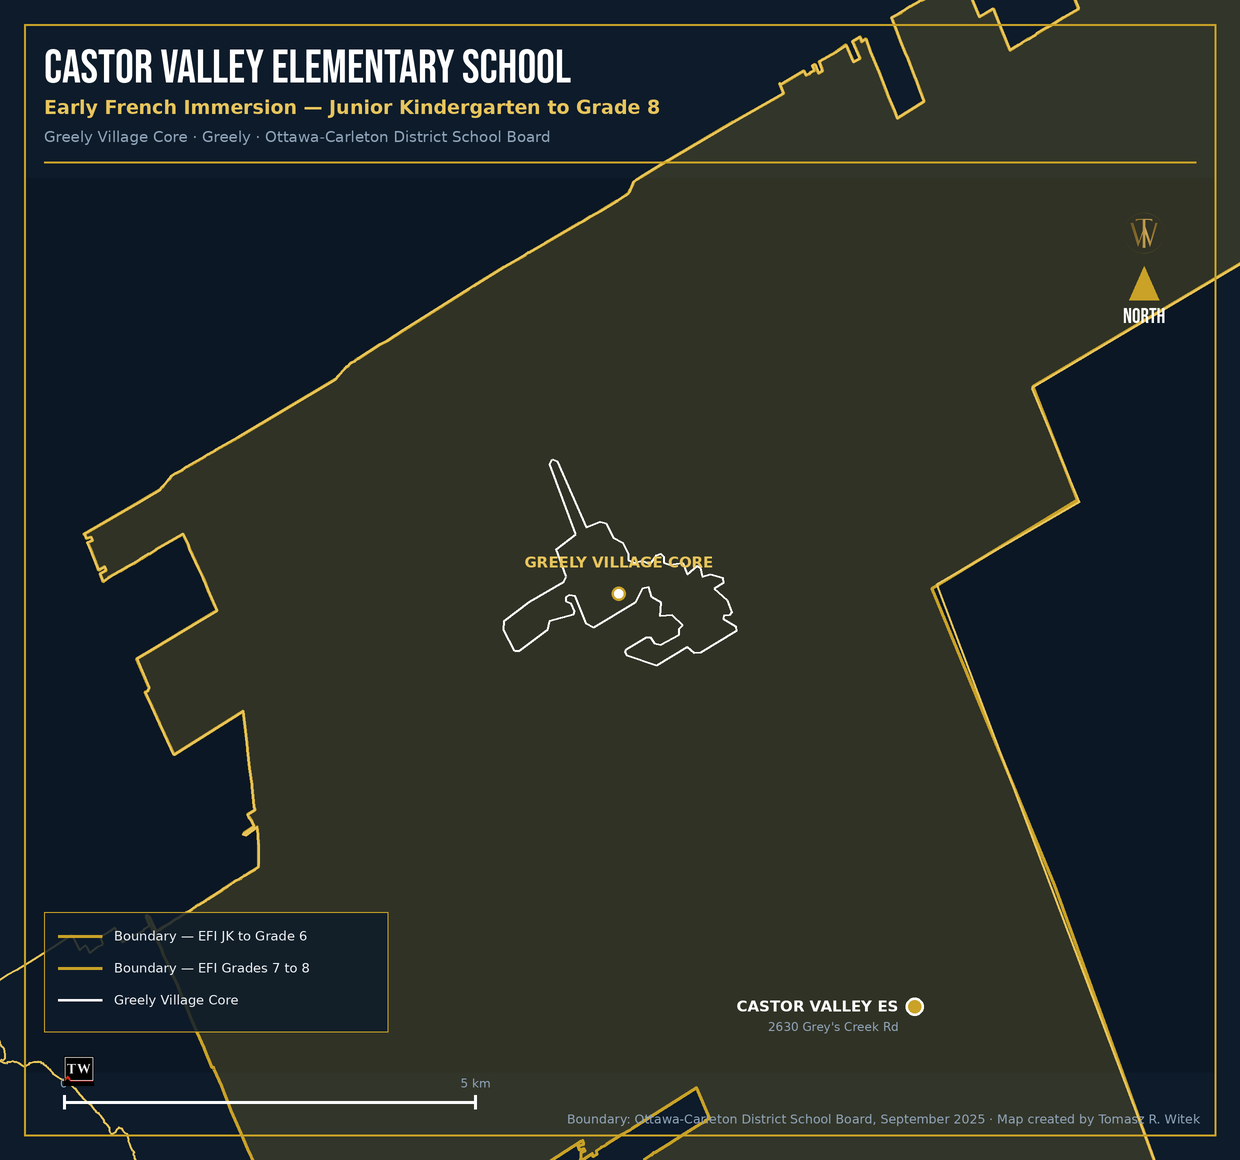 CASTOR VALLEY ELEMENTARY SCHOOL
Early French Immersion — Junior Kindergarten to Grade 8
Greely Village Core · Greely · Ottawa-Carleton District School Board
TW
NORTH
GREELY VILLAGE CORE
Boundary — EFI JK to Grade 6
Boundary — EFI Grades 7 to 8
Greely Village Core
CASTOR VALLEY ES
2630 Grey's Creek Rd
TW
5 km
Boundary: Ottawa-Carleton District School Board, September 2025 · Map created by Tomasz R. Witek